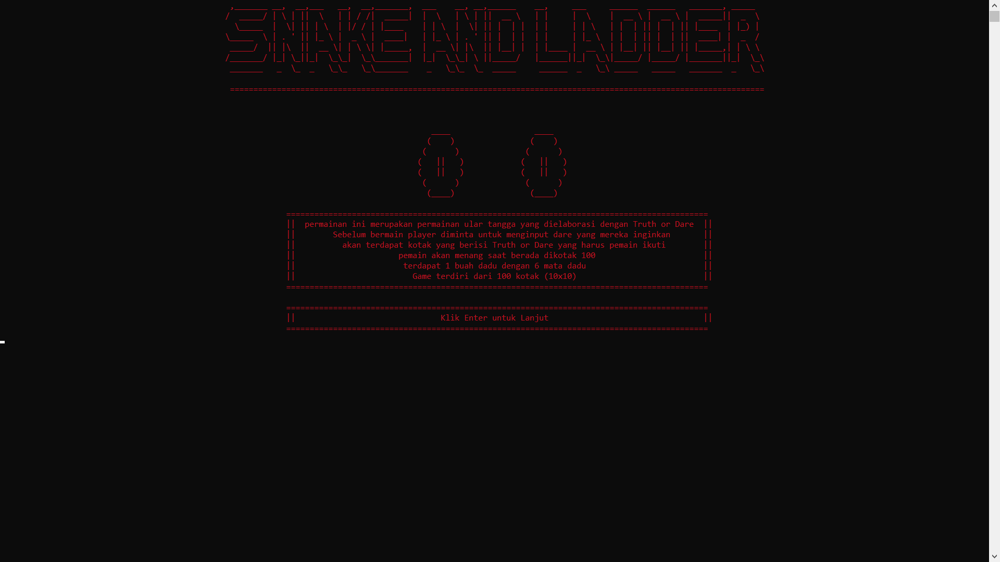 SNAKE AND LADDER
permainan ini merupakan permainan ular tangga yang dielaborasi dengan Truth or Dare
Sebelum bermain player diminta untuk menginput dare yang mereka inginkan
akan terdapat kotak yang berisi Truth or Dare yang harus pemain ikuti
pemain akan menang saat berada dikotak 100
terdapat 1 buah dadu dengan 6 mata dadu
Game terdiri dari 100 kotak (10x10)
Klik Enter untuk Lanjut